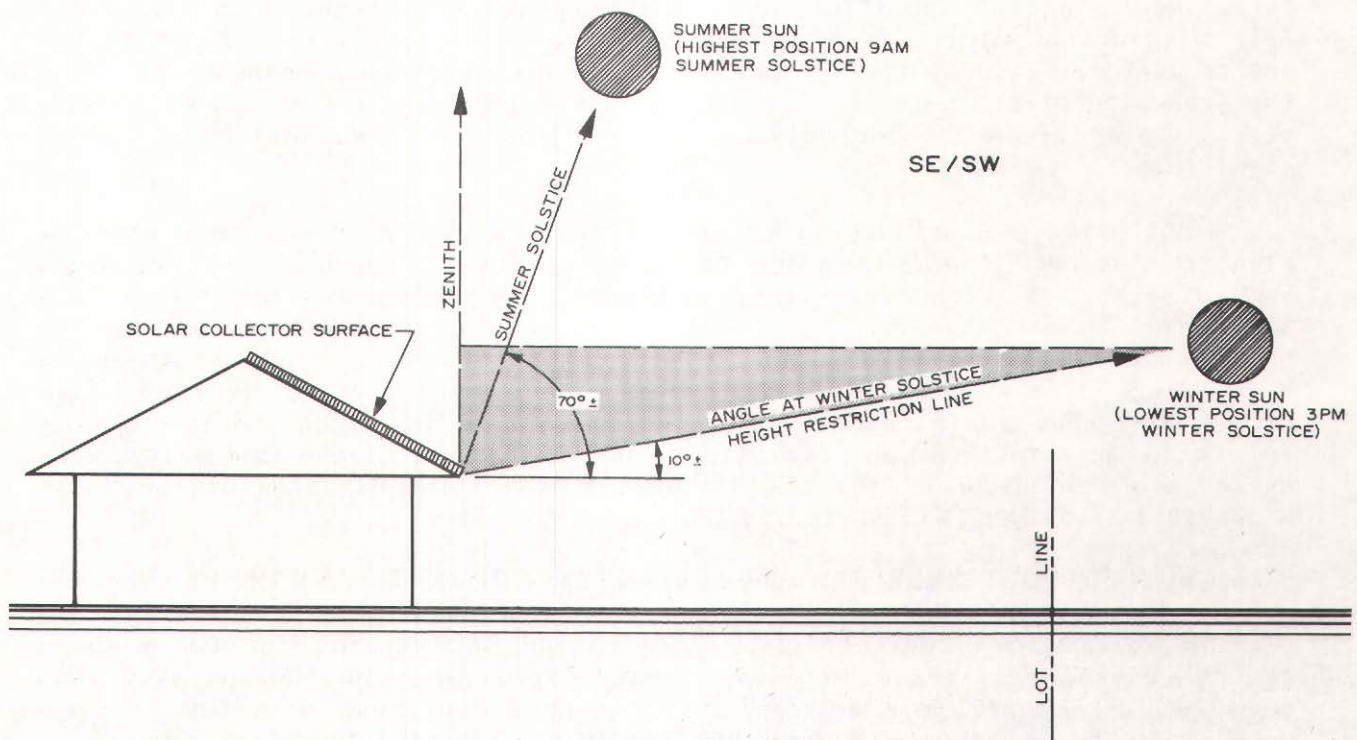 SUMMER SUN
(HIGHEST POSITION 9AM
SUMMER SOLSTICE)
SE/SW
ZENITH
SUMMER SOLSTICE
SOLAR COLLECTOR SURFACE
70° ±
ANGLE AT WINTER SOLSTICE
HEIGHT RESTRICTION LINE
10° ±
WINTER SUN
(LOWEST POSITION 3PM
WINTER SOLSTICE)
LOT LINE